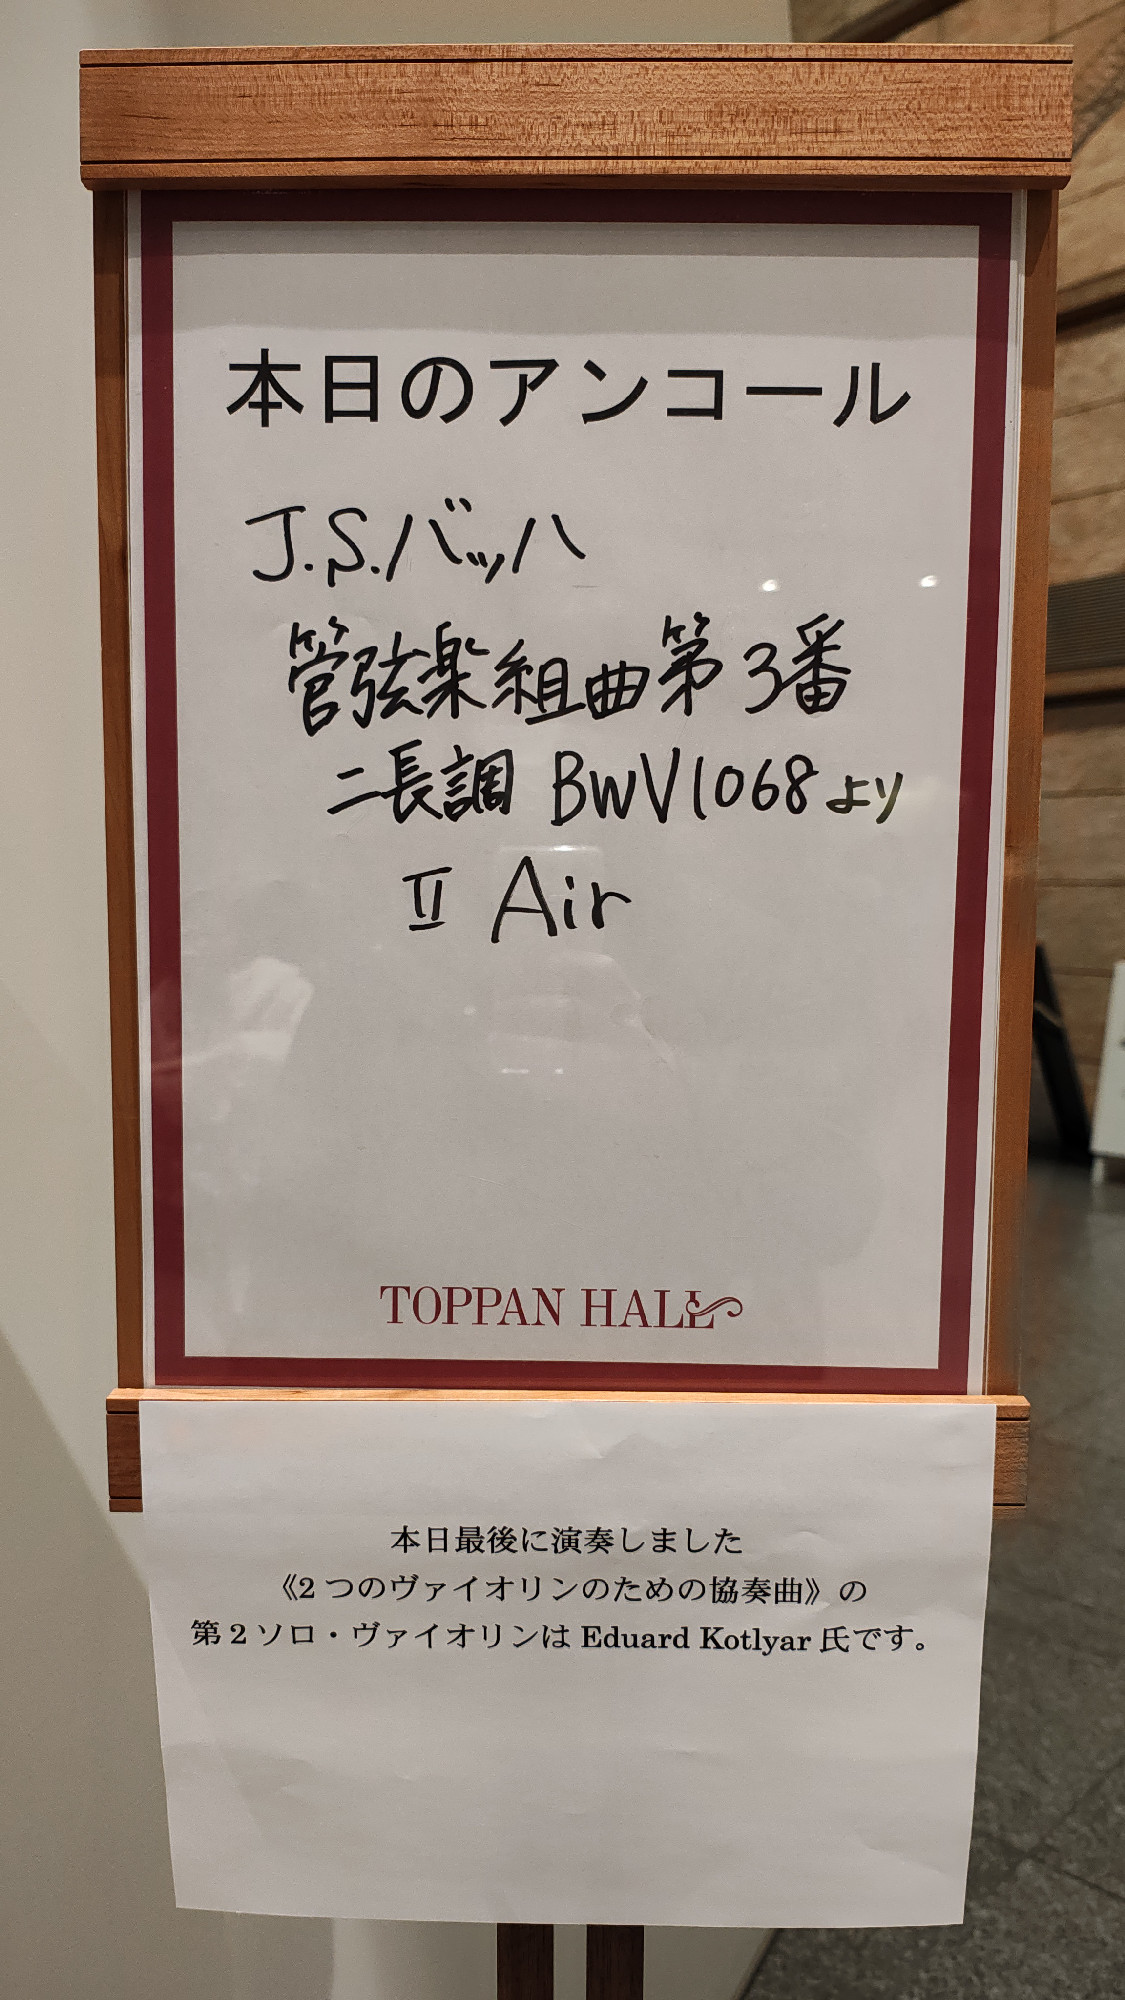 本日のアンコール
J.S.バッハ
管弦楽組曲第3番
ニ長調 BWV1068より
Ⅱ Air
TOPPAN HALL
本日最後に演奏しました
《2つのヴァイオリンのための協奏曲》の
第2ソロ・ヴァイオリンは Eduard Kotlyar 氏です。